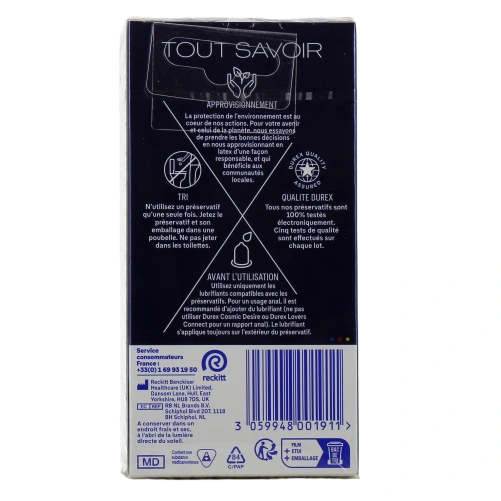 TOUT SAVOIR
APPROVISIONNEMENT
La protection de l'environnement est au
coeur de nos actions. Pour votre avenir
et celui de la planète, nous essayons
de prendre les bonnes décisions
en nous approvisionnant en
latex d'une façon
responsable, et qui
bénéficie aux
communautés
locales.
TRI
N'utilisez un préservatif
qu'une seule fois. Jetez le
préservatif et son
emballage dans une
poubelle. Ne pas jeter
dans les toilettes.
DUREX QUALITY
ASSURED
QUALITE DUREX
Tous nos préservatifs sont
100% testés
électroniquement.
Cinq tests de qualité
sont effectués sur
chaque lot.
AVANT L'UTILISATION
Utilisez uniquement les
lubrifiants compatibles avec les
préservatifs. Pour un usage anal, il est
recommandé d'ajouter du lubrifiant (ne pas
utiliser Durex Cosmic Desire ou Durex Lovers
Connect pour un rapport anal). Le lubrifiant
s'applique toujours sur l'extérieur du préservatif.
Service
consommateurs
France :
+33(0) 1 69 93 19 50
reckitt
Reckitt Benckiser
Healthcare (UK) Limited,
Dansom Lane, Hull, East
Yorkshire, HU8 7DS, UK
EC REP
RB NL Brands B.V.
Schiphol Blvd 207, 1118
BH Schiphol, NL
A conserver dans un
endroit frais et sec,
à l'abri de la lumière
directe du soleil.
3 059948 001911 >
MD
Contient une
substance
médicamenteuse
84
C/PAP
FILM
+ ETUI
+ EMBALLAGE
BAC
DE
TRI